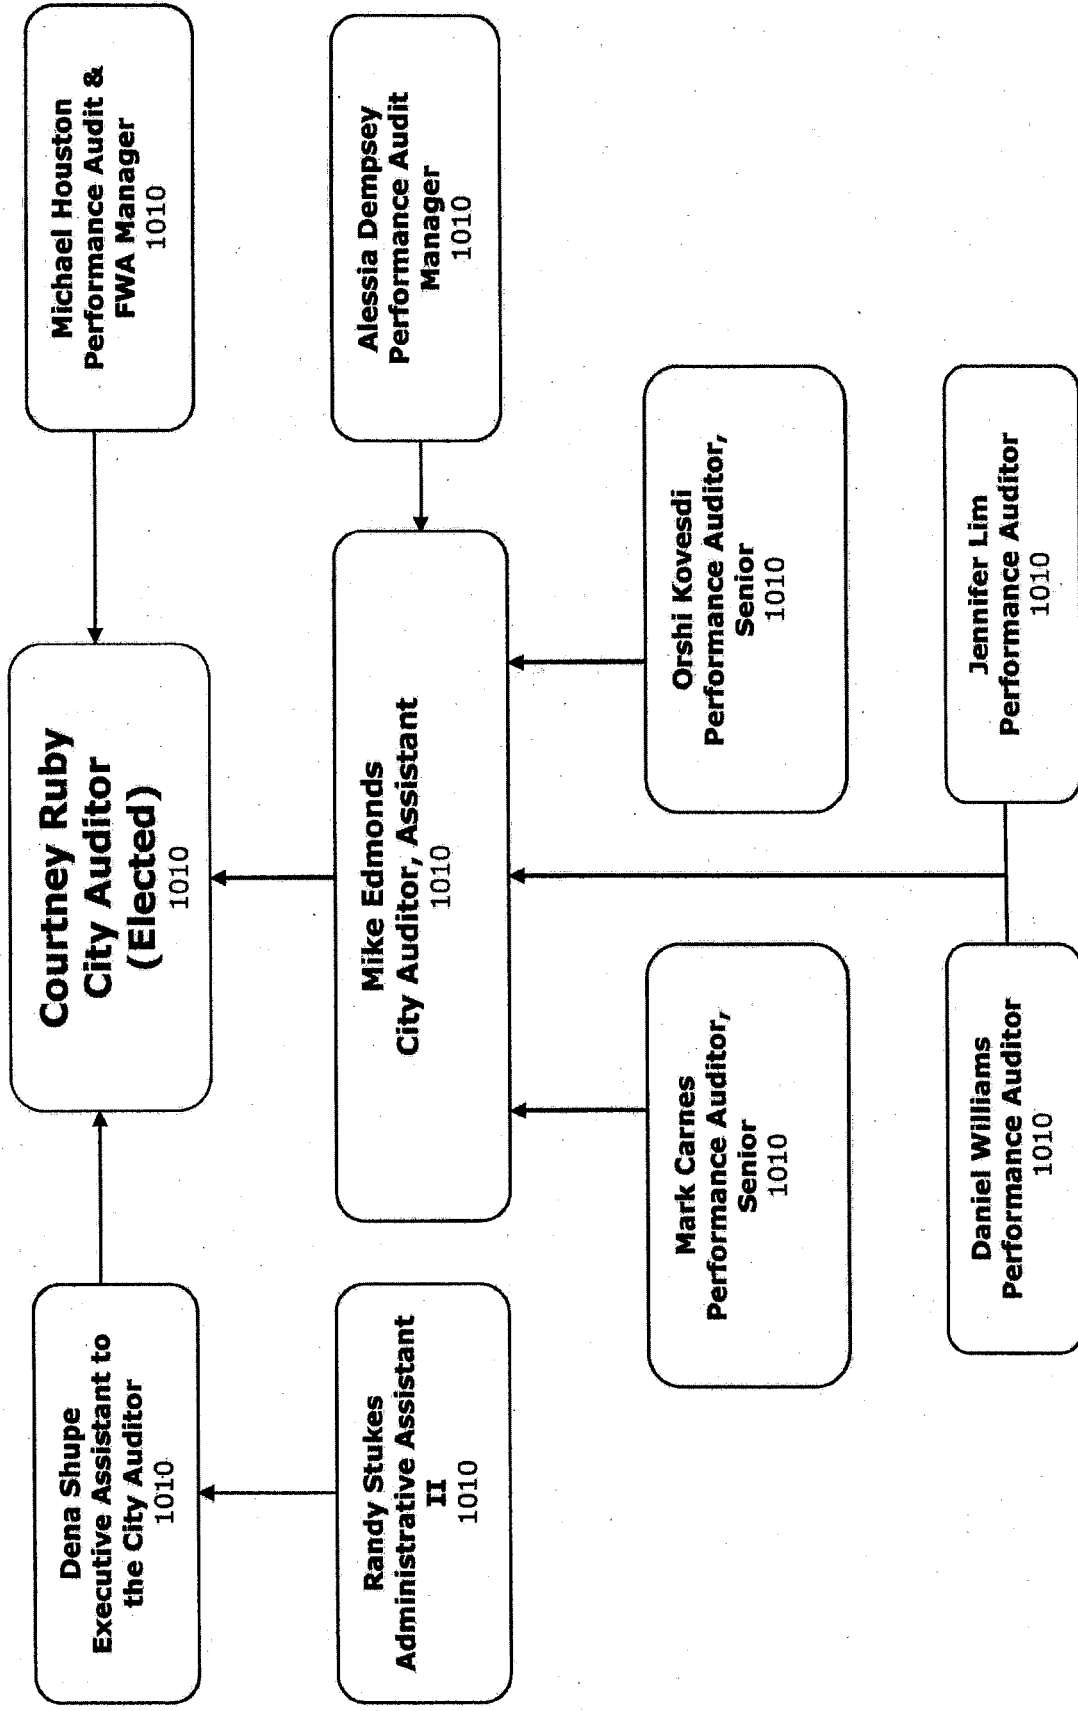 Courtney Ruby
City Auditor
(Elected)
1010
Dena Shupe
Executive Assistant to
the City Auditor
1010
Michael Houston
Performance Audit &
FWA Manager
1010
Randy Stukes
Administrative Assistant
II
1010
Mike Edmonds
City Auditor, Assistant
1010
Alessia Dempsey
Performance Audit
Manager
1010
Mark Carnes
Performance Auditor,
Senior
1010
Orshi Kovesdi
Performance Auditor,
Senior
1010
Daniel Williams
Performance Auditor
1010
Jennifer Lim
Performance Auditor
1010